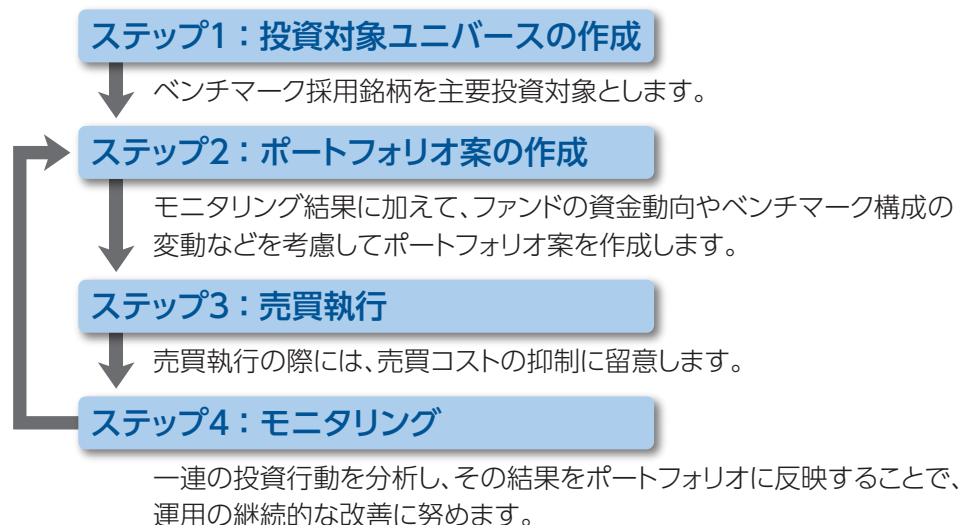 ステップ1：投資対象ユニバースの作成
ベンチマーク採用銘柄を主要投資対象とします。
ステップ2：ポートフォリオ案の作成
モニタリング結果に加えて、ファンドの資金動向やベンチマーク構成の
変動などを考慮してポートフォリオ案を作成します。
ステップ3：売買執行
売買執行の際には、売買コストの抑制に留意します。
ステップ4：モニタリング
一連の投資行動を分析し、その結果をポートフォリオに反映することで、
運用の継続的な改善に努めます。